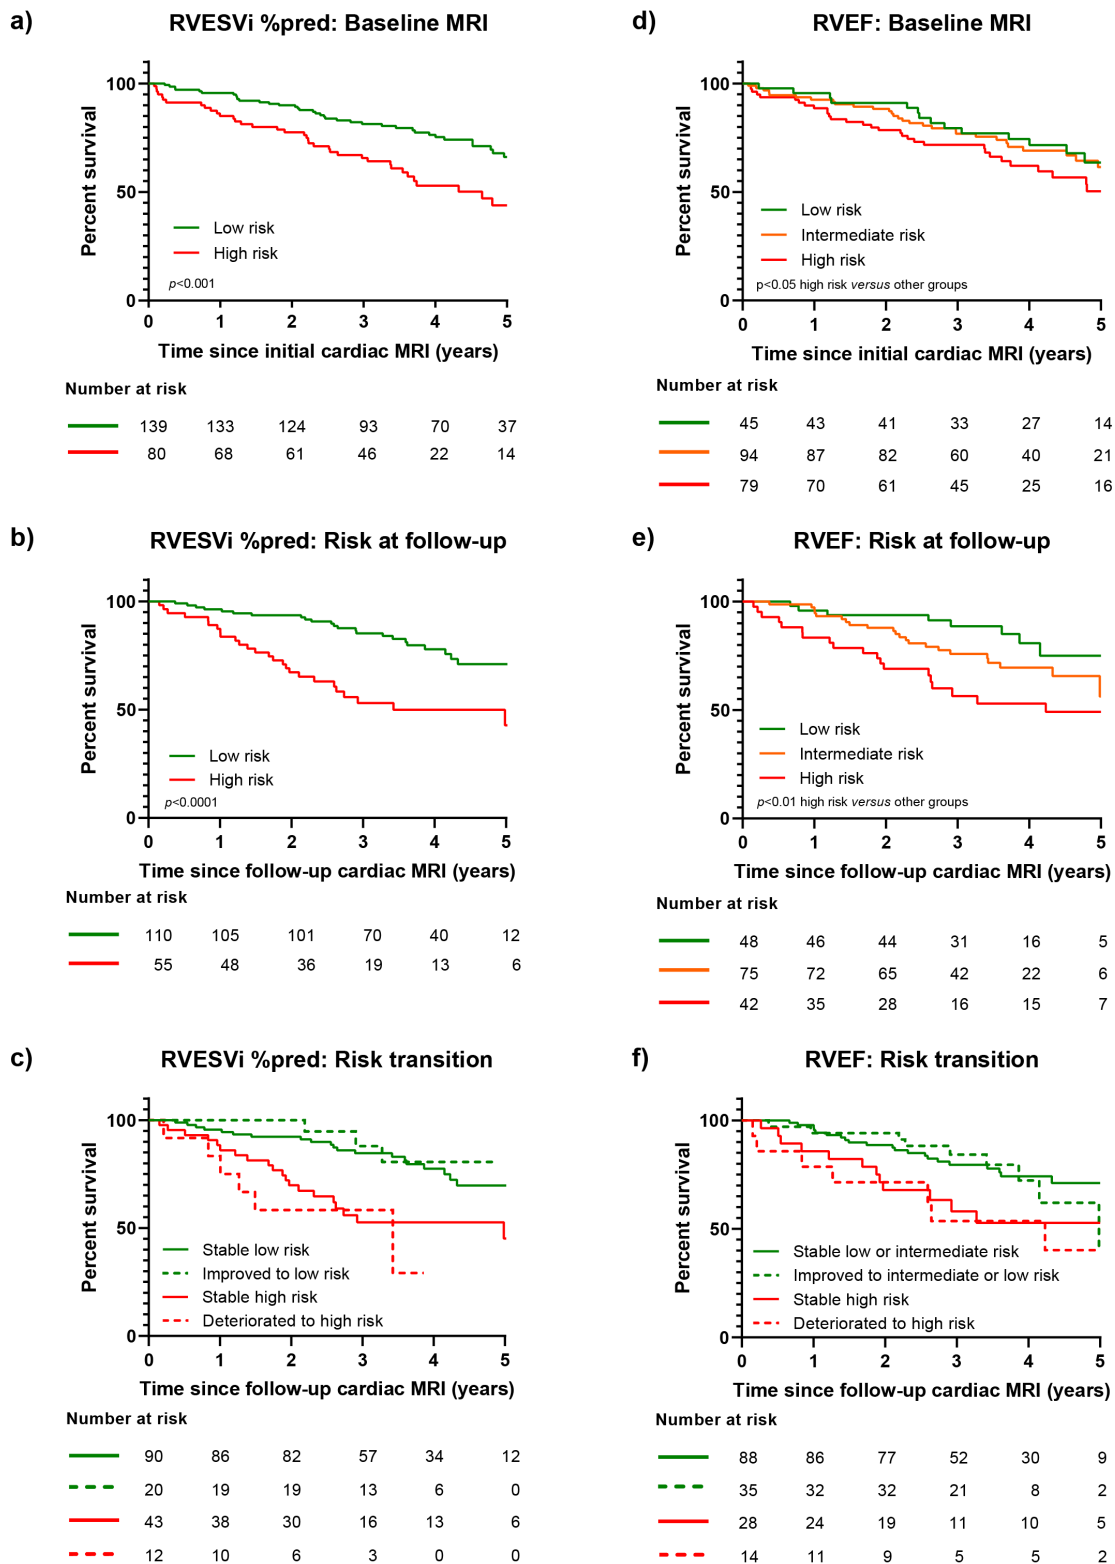 a)
RVESVi %pred: Baseline MRI
100
50
0
Percent survival
Low risk
High risk
p<0.001
0 1 2 3 4 5
Time since initial cardiac MRI (years)
Number at risk
139 133 124 93 70 37
80 68 61 46 22 14
d)
RVEF: Baseline MRI
100
50
0
Percent survival
Low risk
Intermediate risk
High risk
p<0.05 high risk versus other groups
0 1 2 3 4 5
Time since initial cardiac MRI (years)
Number at risk
45 43 41 33 27 14
94 87 82 60 40 21
79 70 61 45 25 16
b)
RVESVi %pred: Risk at follow-up
100
50
0
Percent survival
Low risk
High risk
p<0.0001
0 1 2 3 4 5
Time since follow-up cardiac MRI (years)
Number at risk
110 105 101 70 40 12
55 48 36 19 13 6
e)
RVEF: Risk at follow-up
100
50
0
Percent survival
Low risk
Intermediate risk
High risk
p<0.01 high risk versus other groups
0 1 2 3 4 5
Time since follow-up cardiac MRI (years)
Number at risk
48 46 44 31 16 5
75 72 65 42 22 6
42 35 28 16 15 7
c)
RVESVi %pred: Risk transition
100
50
0
Percent survival
Stable low risk
Improved to low risk
Stable high risk
Deteriorated to high risk
0 1 2 3 4 5
Time since follow-up cardiac MRI (years)
Number at risk
90 86 82 57 34 12
20 19 19 13 6 0
43 38 30 16 13 6
12 10 6 3 0 0
f)
RVEF: Risk transition
100
50
0
Percent survival
Stable low or intermediate risk
Improved to intermediate or low risk
Stable high risk
Deteriorated to high risk
0 1 2 3 4 5
Time since follow-up cardiac MRI (years)
Number at risk
88 86 77 52 30 9
35 32 32 21 8 2
28 24 19 11 10 5
14 11 9 5 5 2